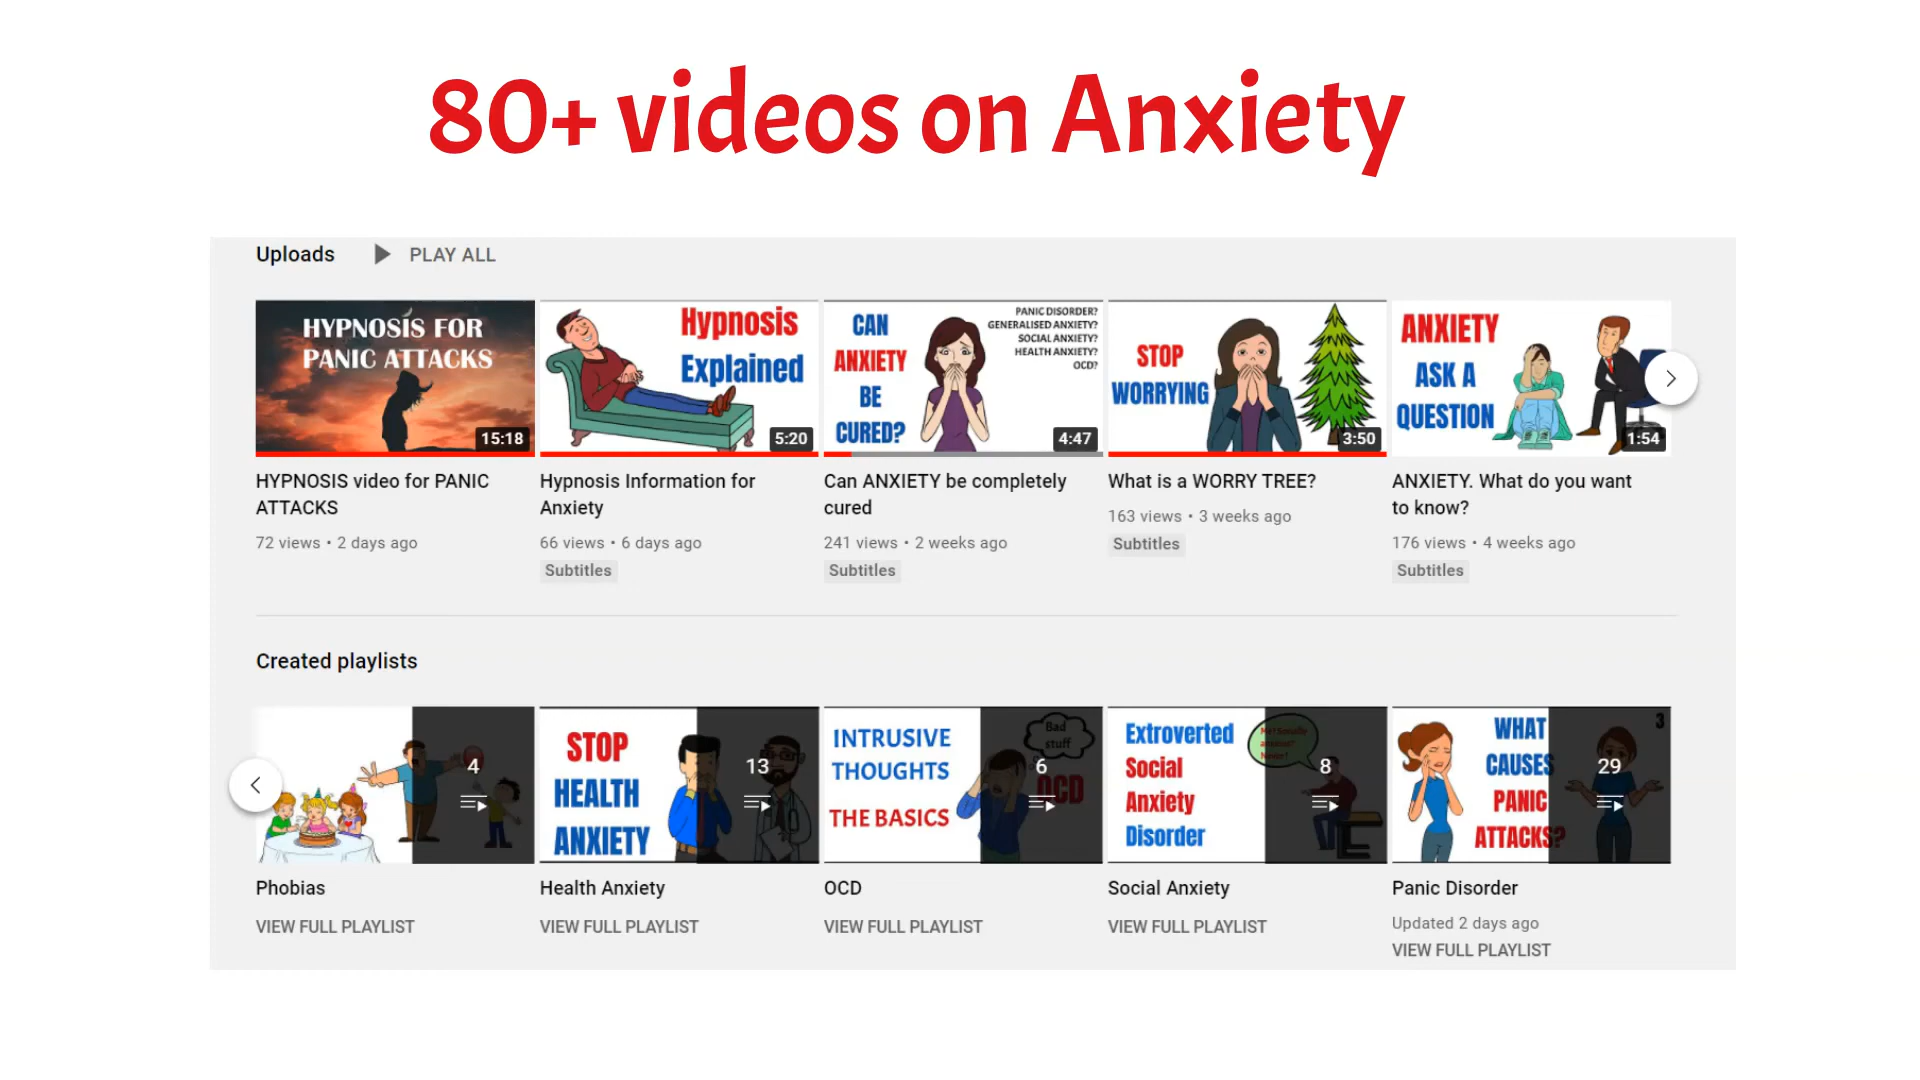 80+ videos on Anxiety
Uploads PLAY ALL
HYPNOSIS FOR
PANIC ATTACKS
15:18
Hypnosis
Explained
5:20
CAN
ANXIETY
BE
CURED?
PANIC DISORDER?
GENERALISED ANXIETY?
SOCIAL ANXIETY?
HEALTH ANXIETY?
OCD?
4:47
STOP
WORRYING
3:50
ANXIETY
ASK A
QUESTION
1:54
HYPNOSIS video for PANIC
ATTACKS
72 views • 2 days ago
Hypnosis Information for
Anxiety
66 views • 6 days ago
Subtitles
Can ANXIETY be completely
cured
241 views • 2 weeks ago
Subtitles
What is a WORRY TREE?
163 views • 3 weeks ago
Subtitles
ANXIETY. What do you want
to know?
176 views • 4 weeks ago
Subtitles
Created playlists
4
STOP
HEALTH
ANXIETY
13
INTRUSIVE
THOUGHTS
THE BASICS
Bad
stuff
OCD
6
Extroverted
Social
Anxiety
Disorder
8
WHAT
CAUSES
PANIC
ATTACKS?
3
29
Phobias
VIEW FULL PLAYLIST
Health Anxiety
VIEW FULL PLAYLIST
OCD
VIEW FULL PLAYLIST
Social Anxiety
VIEW FULL PLAYLIST
Panic Disorder
Updated 2 days ago
VIEW FULL PLAYLIST